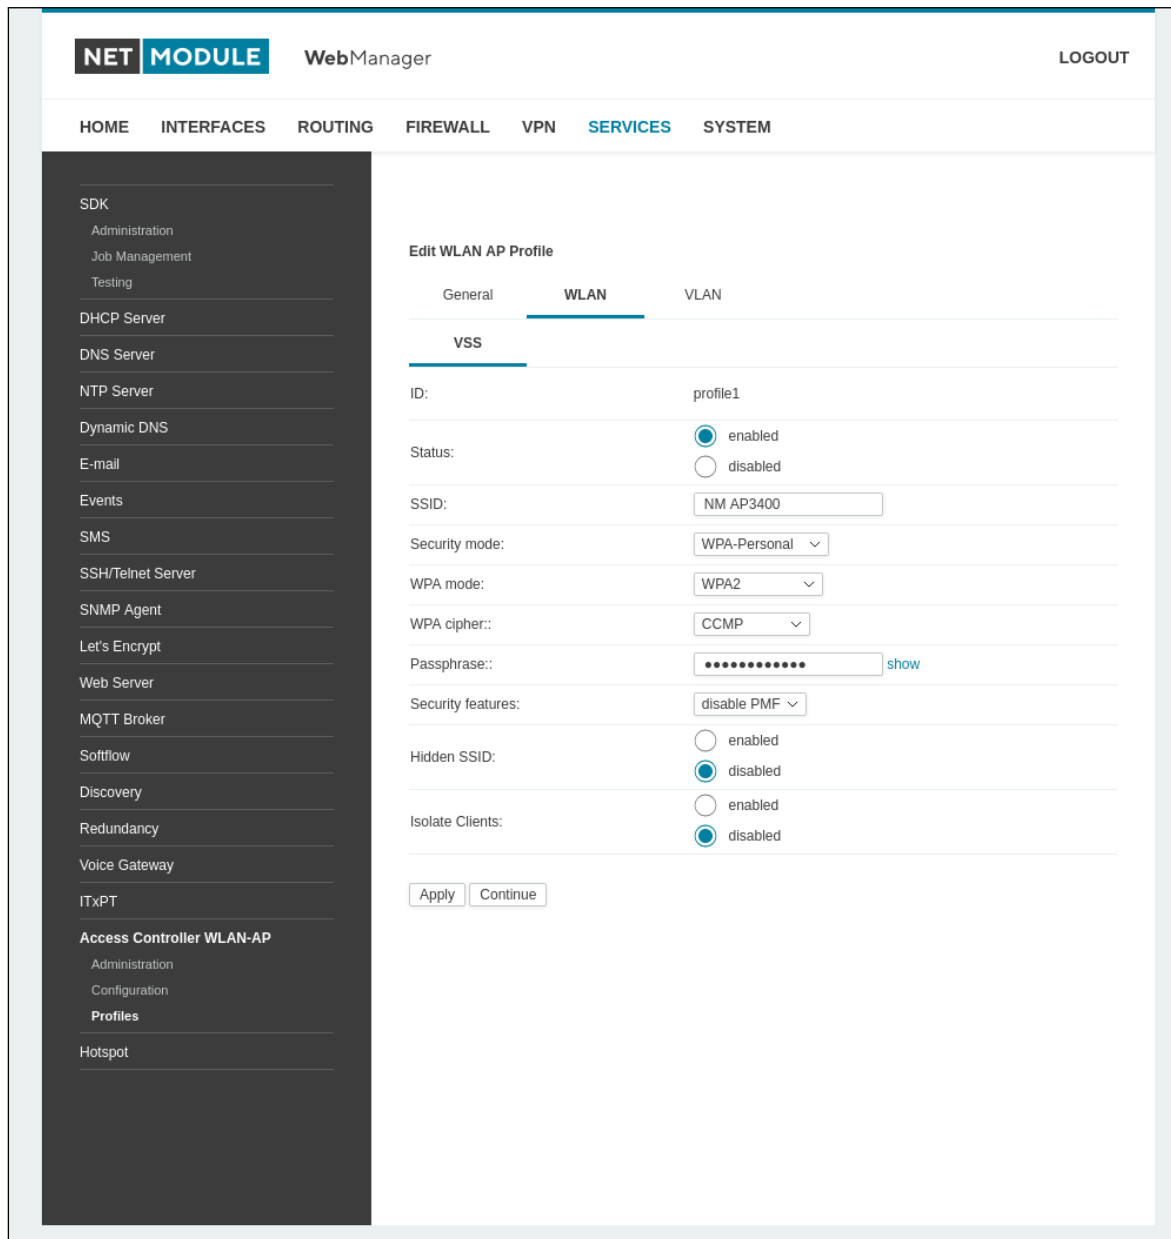 NET MODULE WebManager LOGOUT
HOME INTERFACES ROUTING FIREWALL VPN SERVICES SYSTEM
SDK
Administration
Job Management
Testing
DHCP Server
DNS Server
NTP Server
Dynamic DNS
E-mail
Events
SMS
SSH/Telnet Server
SNMP Agent
Let's Encrypt
Web Server
MQTT Broker
Softflow
Discovery
Redundancy
Voice Gateway
ITxPT
Access Controller WLAN-AP
Administration
Configuration
Profiles
Hotspot
Edit WLAN AP Profile
General WLAN VLAN
VSS
ID: profile1
Status: enabled
disabled
SSID: NM AP3400
Security mode: WPA-Personal
WPA mode: WPA2
WPA cipher:: CCMP
Passphrase:: •••••••••••• show
Security features: disable PMF
Hidden SSID: enabled
disabled
Isolate Clients: enabled
disabled
Apply Continue